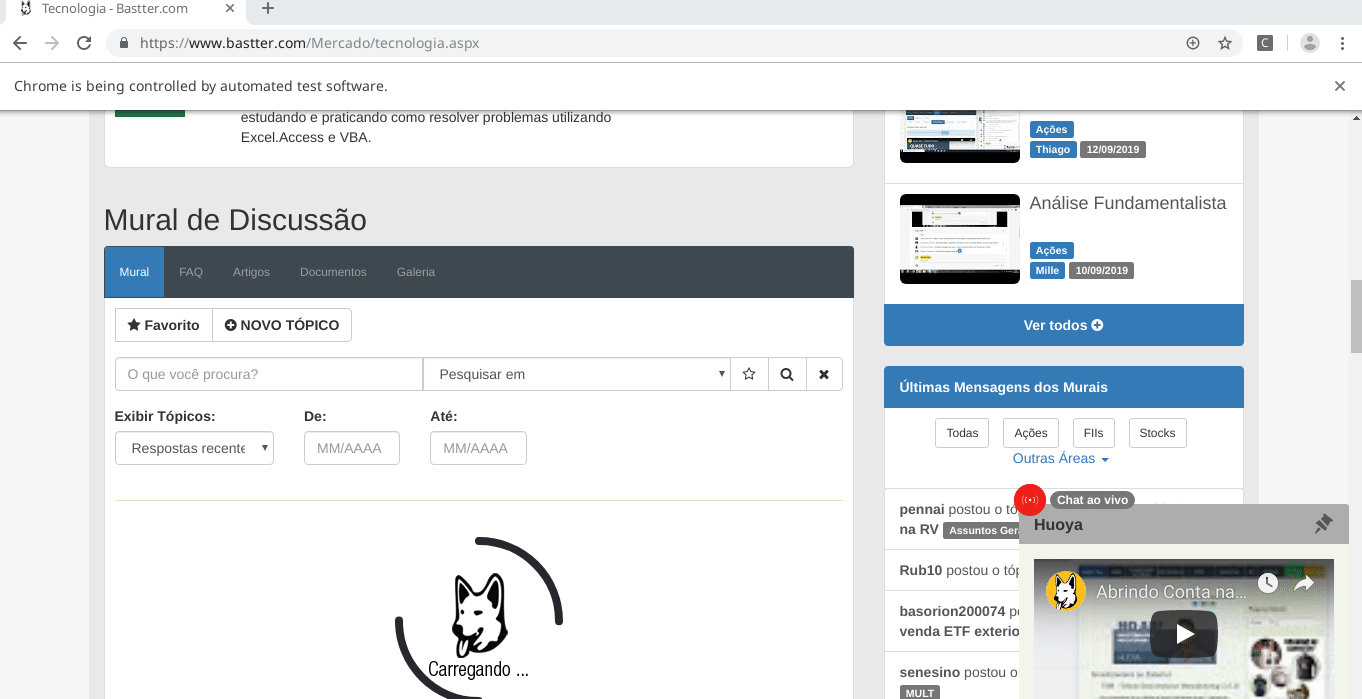 Tecnologia - Bastter.com
https://www.bastter.com/Mercado/tecnologia.aspx
C
Chrome is being controlled by automated test software.
estudando e praticando como resolver problemas utilizando
Excel.Access e VBA.
Mural de Discussão
Mural FAQ Artigos Documentos Galeria
Favorito NOVO TÓPICO
O que você procura? Pesquisar em
Exibir Tópicos: De: Até:
Respostas recente MM/AAAA MM/AAAA
Carregando ...
Ações
Thiago 12/09/2019
Análise Fundamentalista
Ações
Mille 10/09/2019
Ver todos
Últimas Mensagens dos Murais
Todas Ações FIIs Stocks
Outras Áreas
pennai postou o tó
na RV Assuntos Ger
Rub10 postou o tóp
basorion200074 p
venda ETF exterio
senesino postou o
MULT
Chat ao vivo
Huoya
Abrindo Conta na...